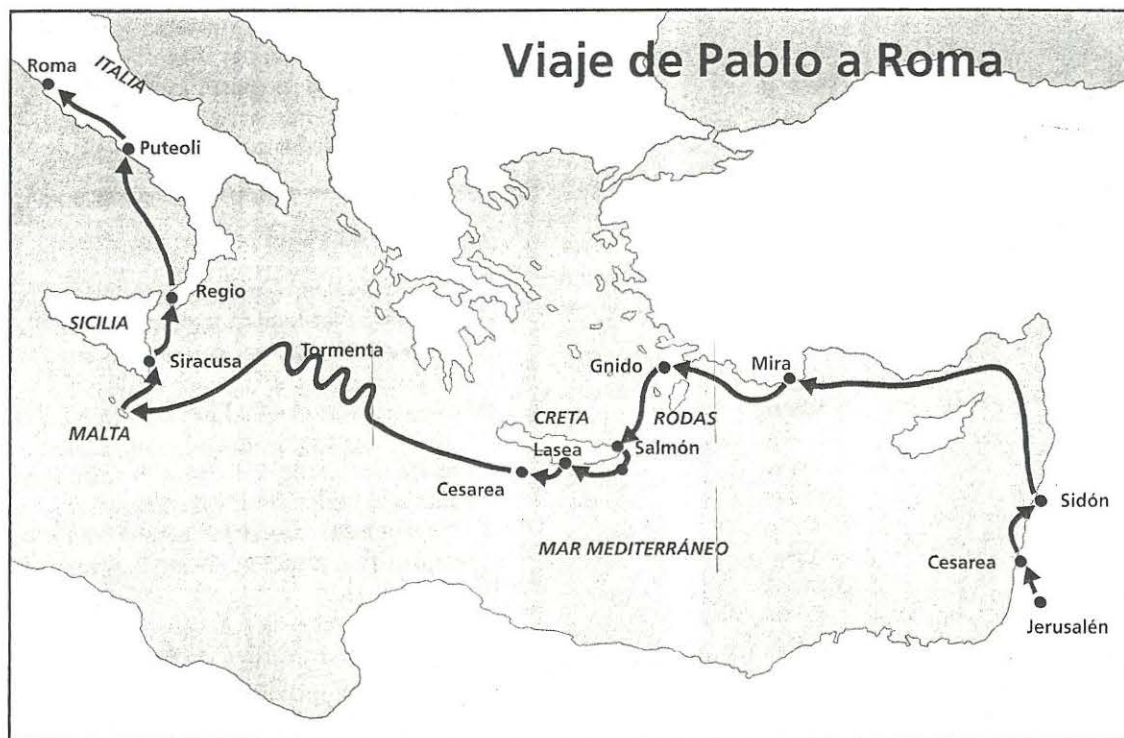 Viaje de Pablo a Roma
Roma
ITALIA
Puteoli
Regio
SICILIA
Siracusa
Tormenta
MALTA
Gnido
Mira
CRETA
RODAS
Lasea
Salmón
Cesarea
Sidón
MAR MEDITERRÁNEO
Cesarea
Jerusalén